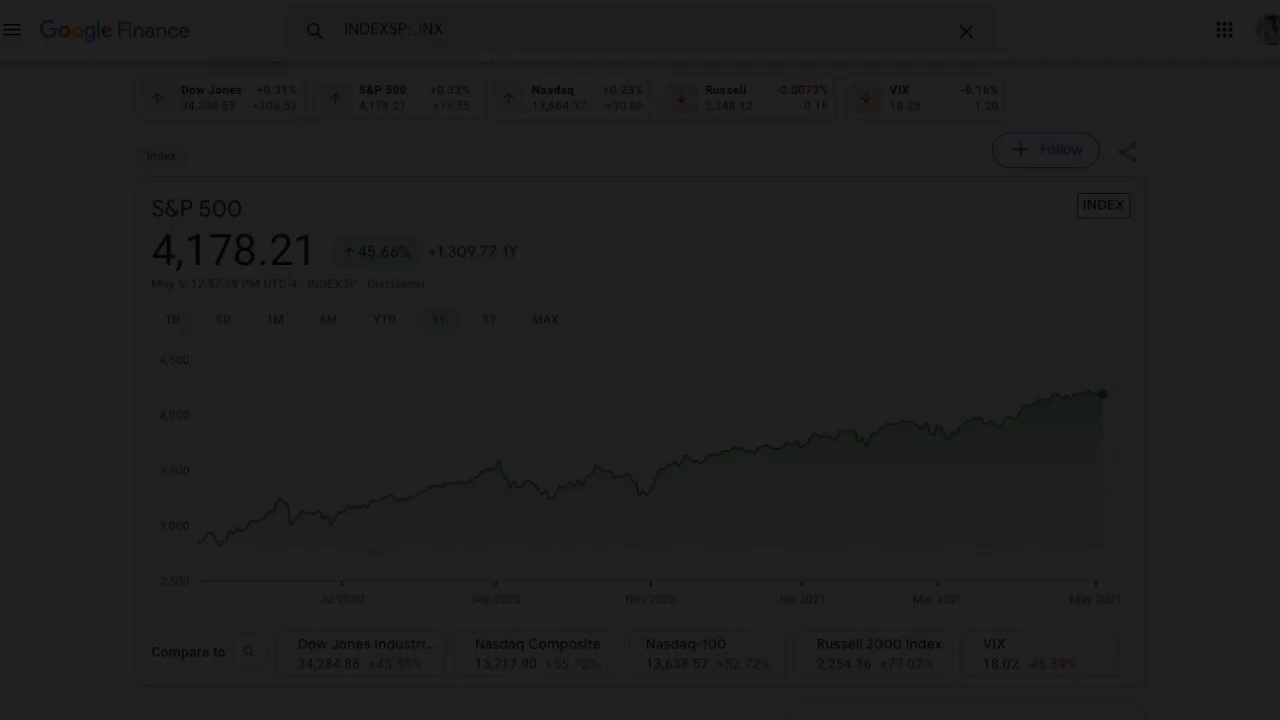 Google Finance
INDEXSP: .INX
Dow Jones +0.31%
34,238.55 +105.52
S&P 500 +0.33%
4,178.21 +13.55
Nasdaq +0.23%
13,664.37 +30.86
Russell -0.0073%
2,248.12 -0.16
VIX -6.16%
18.28 -1.20
Index
Follow
S&P 500
INDEX
4,178.21 45.66% +1,309.77 1Y
May 5, 12:57:39 PM UTC-4 · INDEXSP · Disclaimer
1D 5D 1M 6M YTD 1Y 5Y MAX
4,500
4,000
3,500
3,000
2,500
Jul 2020 Sep 2020 Nov 2020 Jan 2021 Mar 2021 May 2021
Compare to
Dow Jones Industri...
34,284.86 +43.55%
Nasdaq Composite
13,717.90 +55.72%
Nasdaq-100
13,638.57 +52.72%
Russell 2000 Index
2,254.36 +77.02%
VIX
18.02 -46.39%